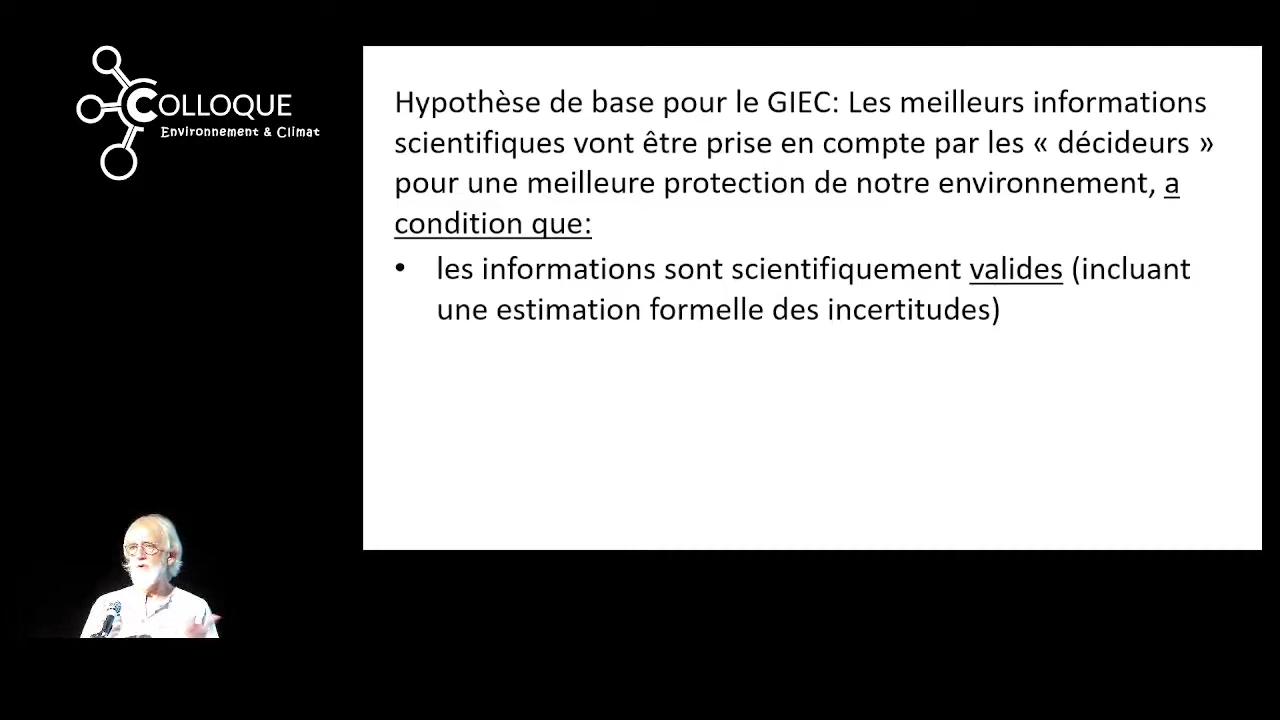 COLLOQUE
Environnement & Climat
Hypothèse de base pour le GIEC: Les meilleurs informations
scientifiques vont être prise en compte par les « décideurs »
pour une meilleure protection de notre environnement, a
condition que:
• les informations sont scientifiquement valides (incluant
une estimation formelle des incertitudes)